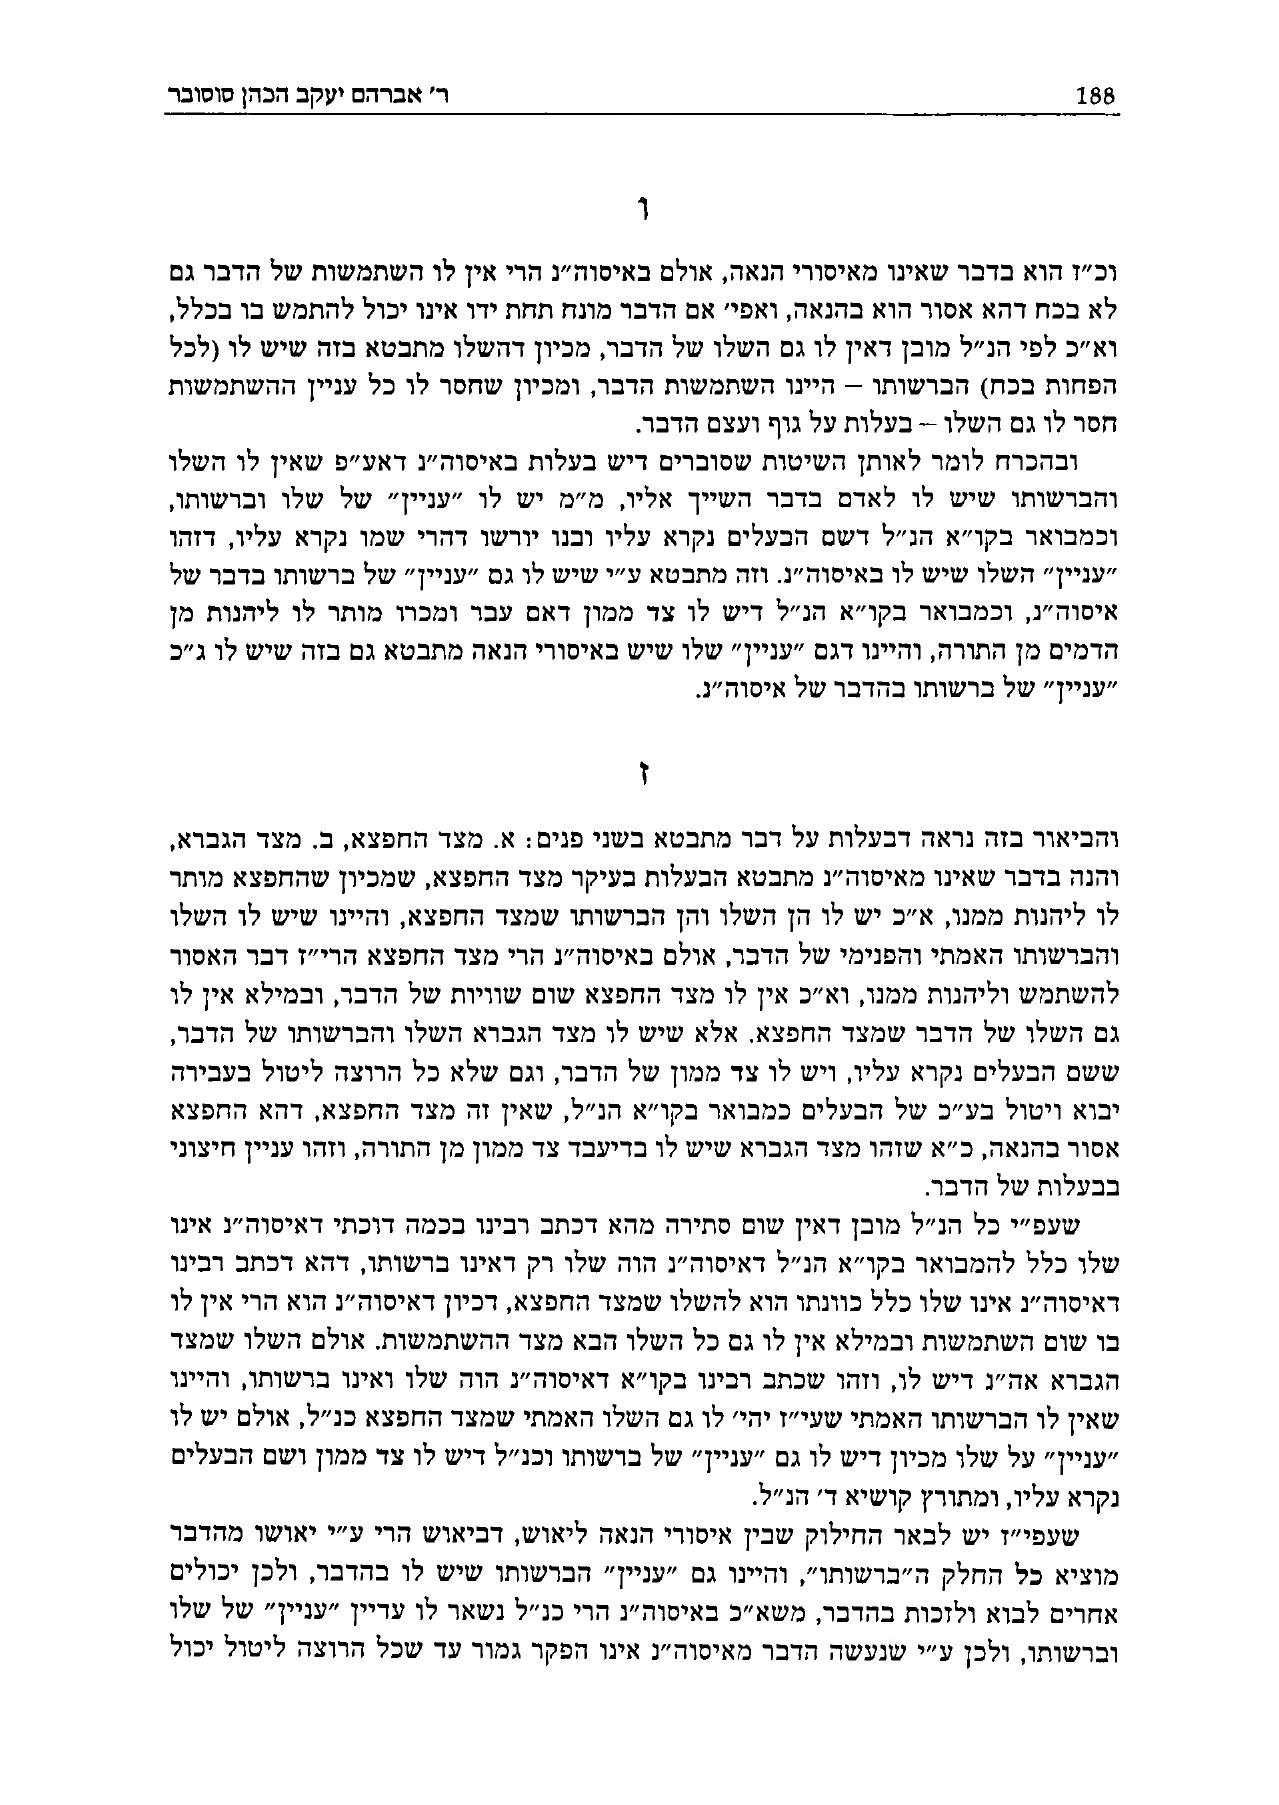 188 ר' אברהם יעקב הכהן סוסובר
ו
וכ"ז הוא בדבר שאינו מאיסורי הנאה, אולם באיסוה"נ הרי אין לו השתמשות של הדבר גם
לא בכח דהא אסור הוא בהנאה, ואפי' אם הדבר מונח תחת ידו אינו יכול להתמש בו בכלל,
וא"כ לפי הנ"ל מובן דאין לו גם השלו של הדבר, מכיון דהשלו מתבטא בזה שיש לו (לכל
הפחות בכח) הברשותו – היינו השתמשות הדבר, ומכיון שחסר לו כל עניין ההשתמשות
חסר לו גם השלו – בעלות על גוף ועצם הדבר.
ובהכרח לומר לאותן השיטות שסוברים דיש בעלות באיסוה"נ דאע"פ שאין לו השלו
והברשותו שיש לו לאדם בדבר השייך אליו, מ"מ יש לו "עניין" של שלו וברשותו,
וכמבואר בקו"א הנ"ל דשם הבעלים נקרא עליו ובנו יורשו דהרי שמו נקרא עליו, דזהו
"עניין" השלו שיש לו באיסוה"נ. וזה מתבטא ע"י שיש לו גם "עניין" של ברשותו בדבר של
איסוה"נ, וכמבואר בקו"א הנ"ל דיש לו צד ממון דאם עבר ומכרו מותר לו ליהנות מן
הדמים מן התורה, והיינו דגם "עניין" שלו שיש באיסורי הנאה מתבטא גם בזה שיש לו ג"כ
"עניין" של ברשותו בהדבר של איסוה"נ.
ז
והביאור בזה נראה דבעלות על דבר מתבטא בשני פנים: א. מצד החפצא, ב. מצד הגברא,
והנה בדבר שאינו מאיסוה"נ מתבטא הבעלות בעיקר מצד החפצא, שמכיון שהחפצא מותר
לו ליהנות ממנו, א"כ יש לו הן השלו והן הברשותו שמצד החפצא, והיינו שיש לו השלו
והברשותו האמתי והפנימי של הדבר, אולם באיסוה"נ הרי מצד החפצא הרי"ז דבר האסור
להשתמש וליהנות ממנו, וא"כ אין לו מצד החפצא שום שוויות של הדבר, ובמילא אין לו
גם השלו של הדבר שמצד החפצא. אלא שיש לו מצד הגברא השלו והברשותו של הדבר,
ששם הבעלים נקרא עליו, ויש לו צד ממון של הדבר, וגם שלא כל הרוצה ליטול בעבירה
יבוא ויטול בע"כ של הבעלים כמבואר בקו"א הנ"ל, שאין זה מצד החפצא, דהא החפצא
אסור בהנאה, כ"א שזהו מצד הגברא שיש לו בדיעבד צד ממון מן התורה, וזהו עניין חיצוני
בבעלות של הדבר.
שעפ"י כל הנ"ל מובן דאין שום סתירה מהא דכתב רבינו בכמה דוכתי דאיסוה"נ אינו
שלו כלל להמבואר בקו"א הנ"ל דאיסוה"נ הוה שלו רק דאינו ברשותו, דהא דכתב רבינו
דאיסוה"נ אינו שלו כלל כוונתו הוא להשלו שמצד החפצא, דכיון דאיסוה"נ הוא הרי אין לו
בו שום השתמשות ובמילא אין לו גם כל השלו הבא מצד ההשתמשות. אולם השלו שמצד
הגברא אה"נ דיש לו, וזהו שכתב רבינו בקו"א דאיסוה"נ הוה שלו ואינו ברשותו, והיינו
שאין לו הברשותו האמתי שעי"ז יהי' לו גם השלו האמתי שמצד החפצא כנ"ל, אולם יש לו
"עניין" על שלו מכיון דיש לו גם "עניין" של ברשותו וכנ"ל דיש לו צד ממון ושם הבעלים
נקרא עליו, ומתורץ קושיא ד' הנ"ל.
שעפי"ז יש לבאר החילוק שבין איסורי הנאה ליאוש, דביאוש הרי ע"י יאושו מהדבר
מוציא כל החלק ה"ברשותו", והיינו גם "עניין" הברשותו שיש לו בהדבר, ולכן יכולים
אחרים לבוא ולזכות בהדבר, משא"כ באיסוה"נ הרי כנ"ל נשאר לו עדיין "עניין" של שלו
וברשותו, ולכן ע"י שנעשה הדבר מאיסוה"נ אינו הפקר גמור עד שכל הרוצה ליטול יכול